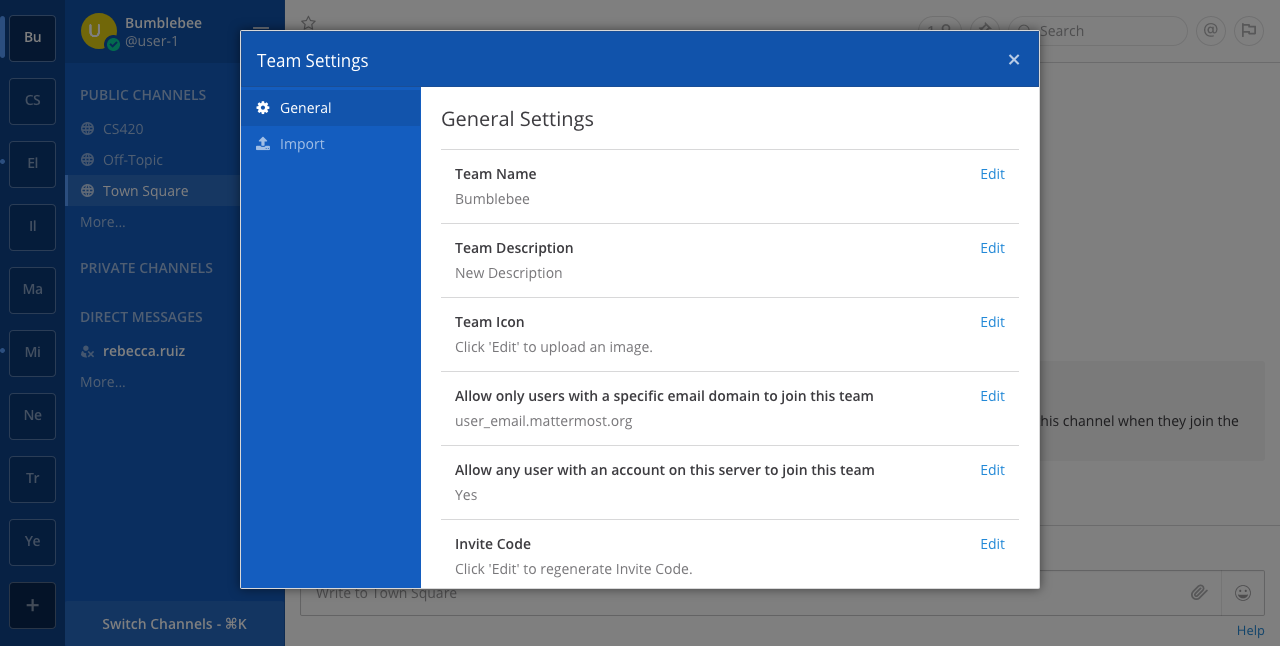 Bu
CS
El
Il
Ma
Mi
Ne
Tr
Ye
+
U
Bumblebee
@user-1
PUBLIC CHANNELS
CS420
Off-Topic
Town Square
More...
PRIVATE CHANNELS
DIRECT MESSAGES
rebecca.ruiz
More...
Switch Channels - ⌘K
Search
@
Team Settings
×
General
Import
General Settings
Team Name
Edit
Bumblebee
Team Description
Edit
New Description
Team Icon
Edit
Click 'Edit' to upload an image.
Allow only users with a specific email domain to join this team
Edit
user_email.mattermost.org
Allow any user with an account on this server to join this team
Edit
Yes
Invite Code
Edit
Click 'Edit' to regenerate Invite Code.
his channel when they join the
Write to Town Square
Help